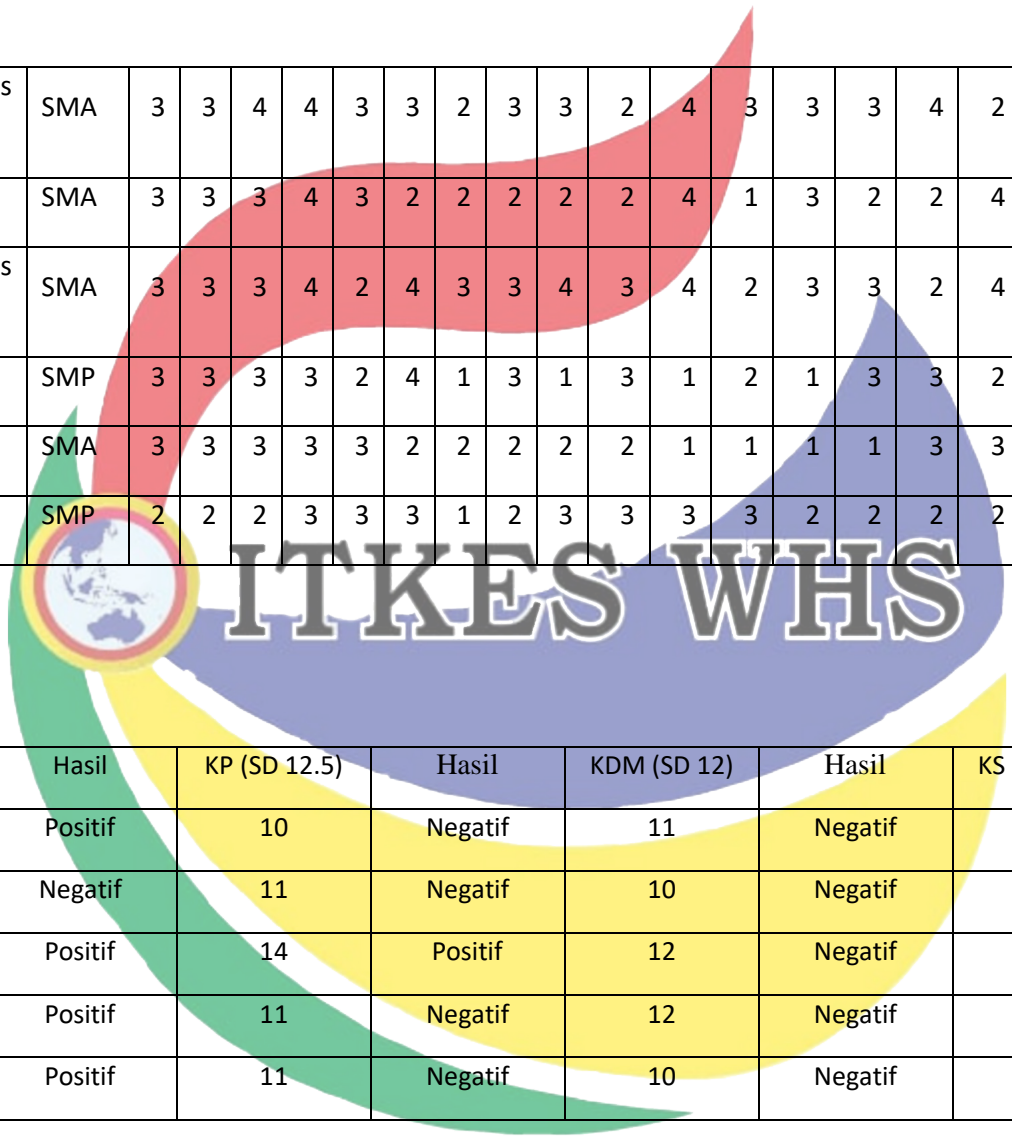 s SMA 3 3 4 4 3 3 2 3 3 2 4 3 3 3 4 2
SMA 3 3 3 4 3 2 2 2 2 2 4 1 3 2 2 4
s SMA 3 3 3 4 2 4 3 3 4 3 4 2 3 3 2 4
SMP 3 3 3 3 2 4 1 3 1 3 1 2 1 3 3 2
SMA 3 3 3 3 3 2 2 2 2 2 1 1 1 1 3 3
SMP 2 2 2 3 3 3 1 2 3 3 3 3 2 2 2 2
ITKES WHS
Hasil KP (SD 12.5) Hasil KDM (SD 12) Hasil KS
Positif 10 Negatif 11 Negatif
Negatif 11 Negatif 10 Negatif
Positif 14 Positif 12 Negatif
Positif 11 Negatif 12 Negatif
Positif 11 Negatif 10 Negatif